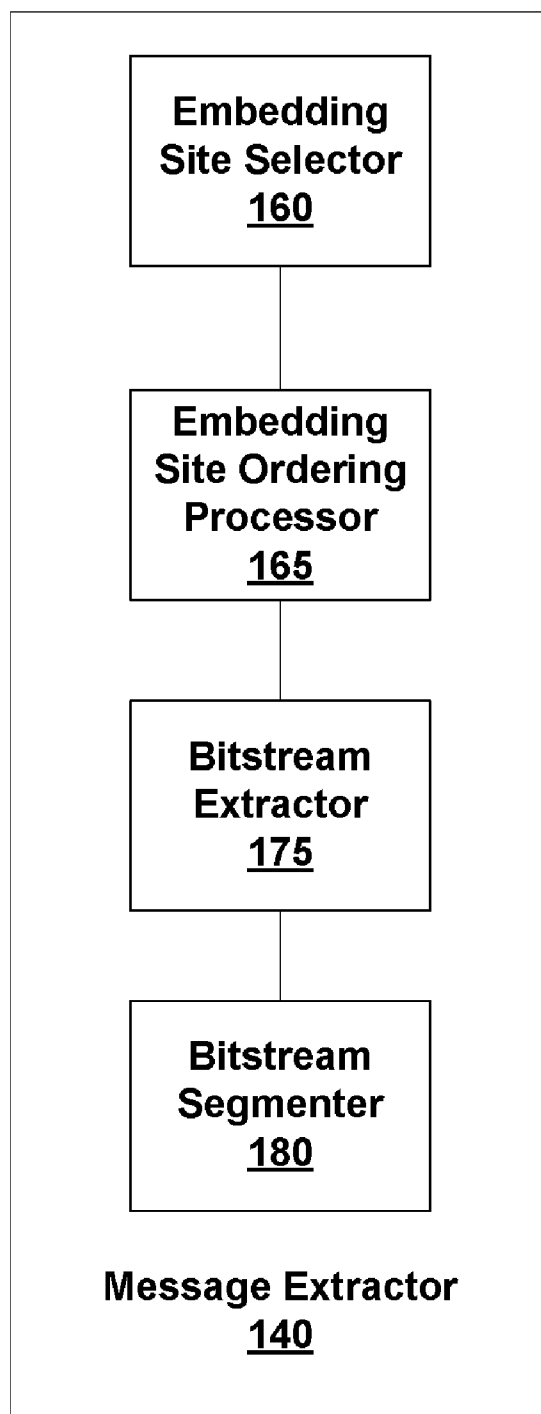 Embedding
Site Selector
160
Embedding
Site Ordering
Processor
165
Bitstream
Extractor
175
Bitstream
Segmenter
180
Message Extractor
140